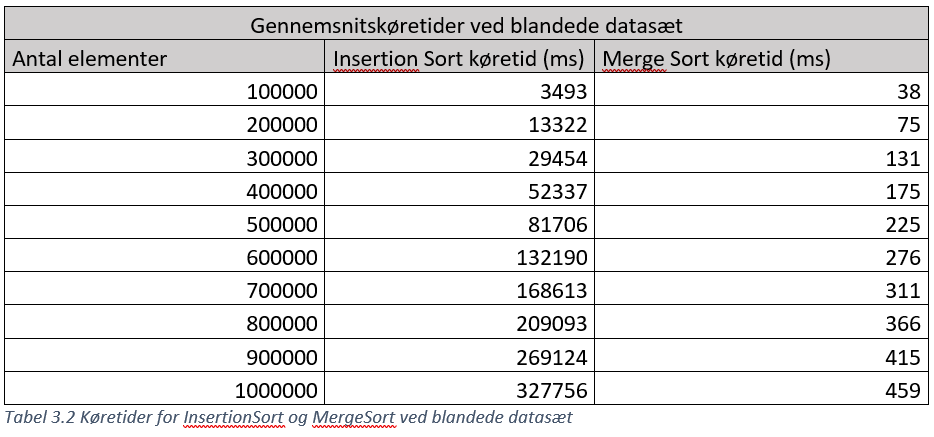 Gennemsnitskøretider ved blandede datasæt
Antal elementer Insertion Sort køretid (ms) Merge Sort køretid (ms)
100000 3493 38
200000 13322 75
300000 29454 131
400000 52337 175
500000 81706 225
600000 132190 276
700000 168613 311
800000 209093 366
900000 269124 415
1000000 327756 459
Tabel 3.2 Køretider for InsertionSort og MergeSort ved blandede datasæt